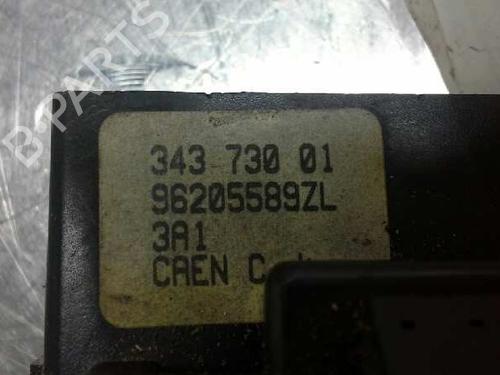 B-PARTS
343 730 01
96205589ZL
3A1
CAEN